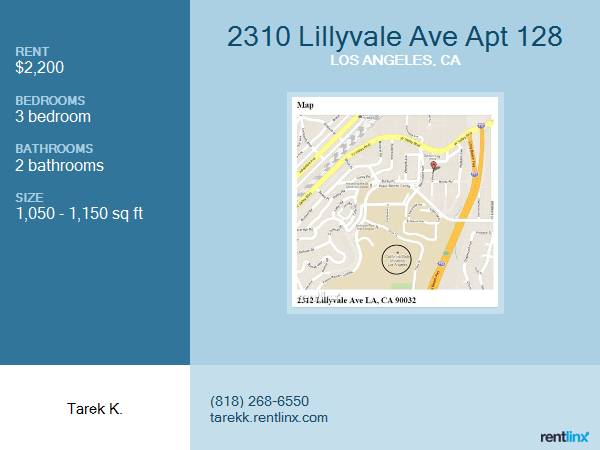 2310 Lillyvale Ave Apt 128
LOS ANGELES, CA
RENT
$2,200
BEDROOMS
3 bedroom
BATHROOMS
2 bathrooms
SIZE
1,050 - 1,150 sq ft
Map
2312 Lillyvale Ave LA, CA 90032
Tarek K.
(818) 268-6550
tarekk.rentlinx.com
rentlinx